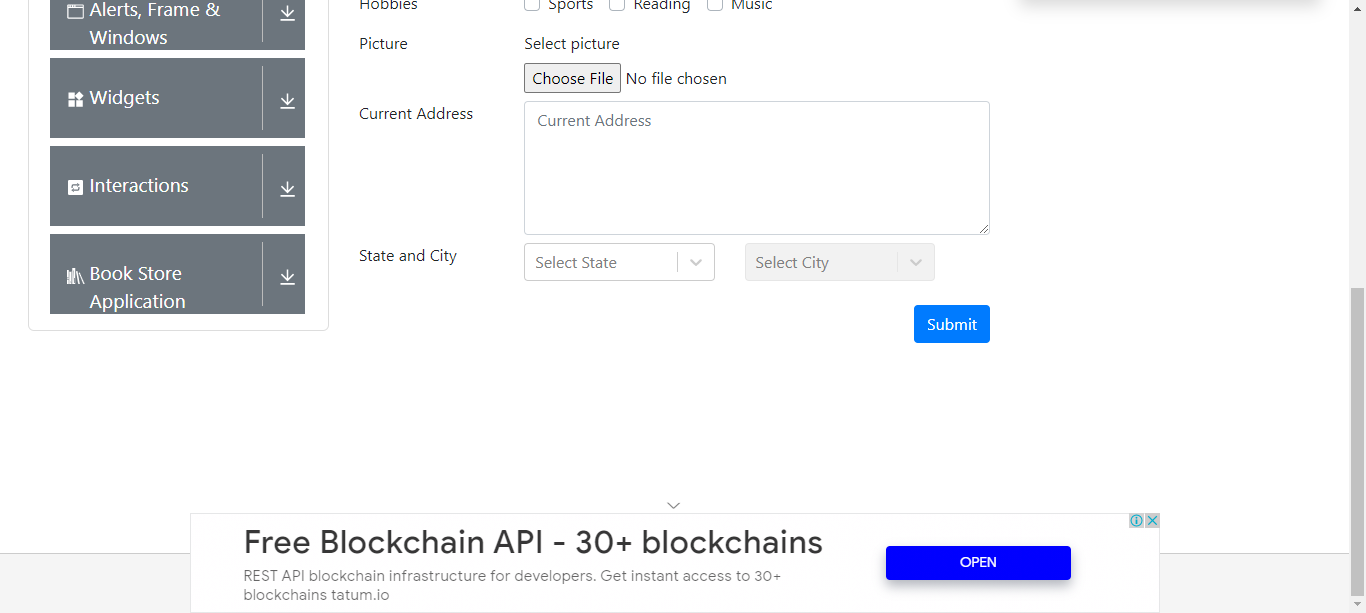 Alerts, Frame &
Windows
Widgets
Interactions
Book Store
Application
Hobbies
Sports Reading Music
Picture
Select picture
Choose File No file chosen
Current Address
Current Address
State and City
Select State
Select City
Submit
Free Blockchain API - 30+ blockchains
REST API blockchain infrastructure for developers. Get instant access to 30+
blockchains tatum.io
OPEN